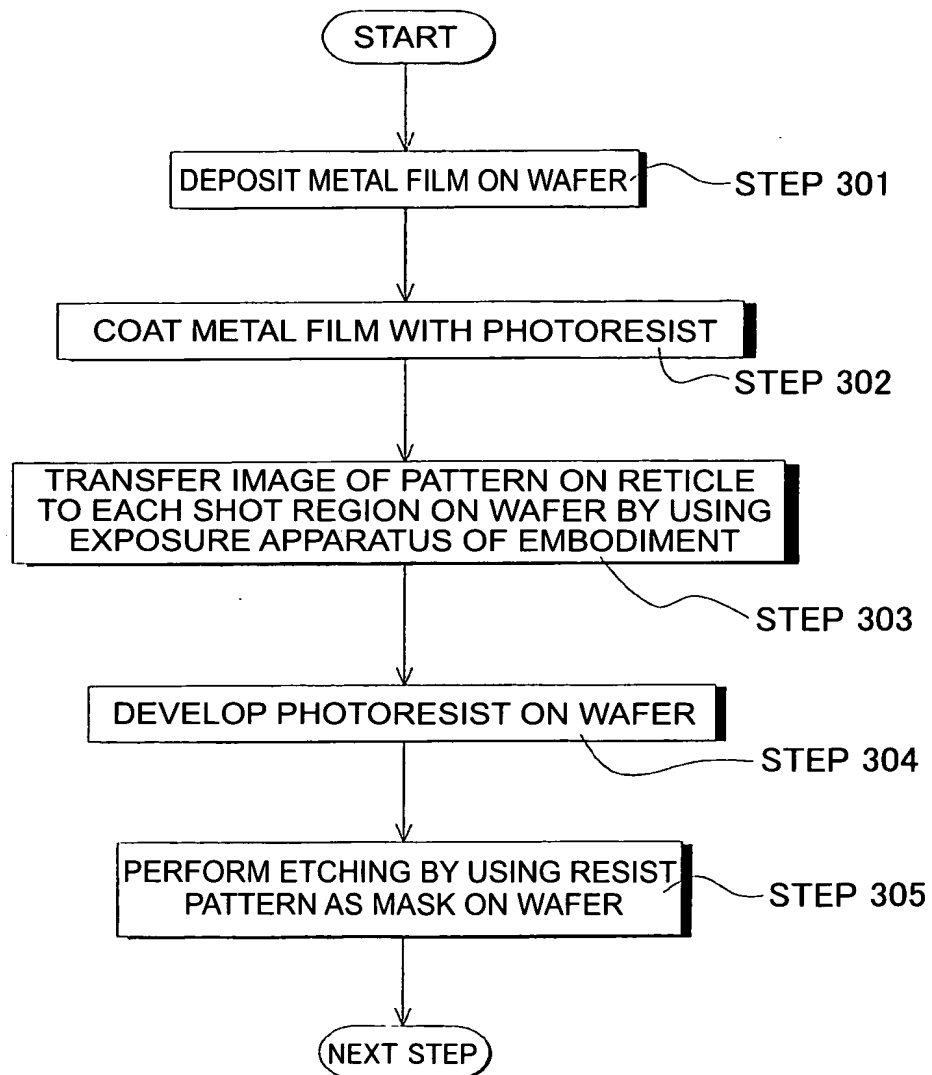 START
DEPOSIT METAL FILM ON WAFER
STEP 301
COAT METAL FILM WITH PHOTORESIST
STEP 302
TRANSFER IMAGE OF PATTERN ON RETICLE
TO EACH SHOT REGION ON WAFER BY USING
EXPOSURE APPARATUS OF EMBODIMENT
STEP 303
DEVELOP PHOTORESIST ON WAFER
STEP 304
PERFORM ETCHING BY USING RESIST
PATTERN AS MASK ON WAFER
STEP 305
NEXT STEP